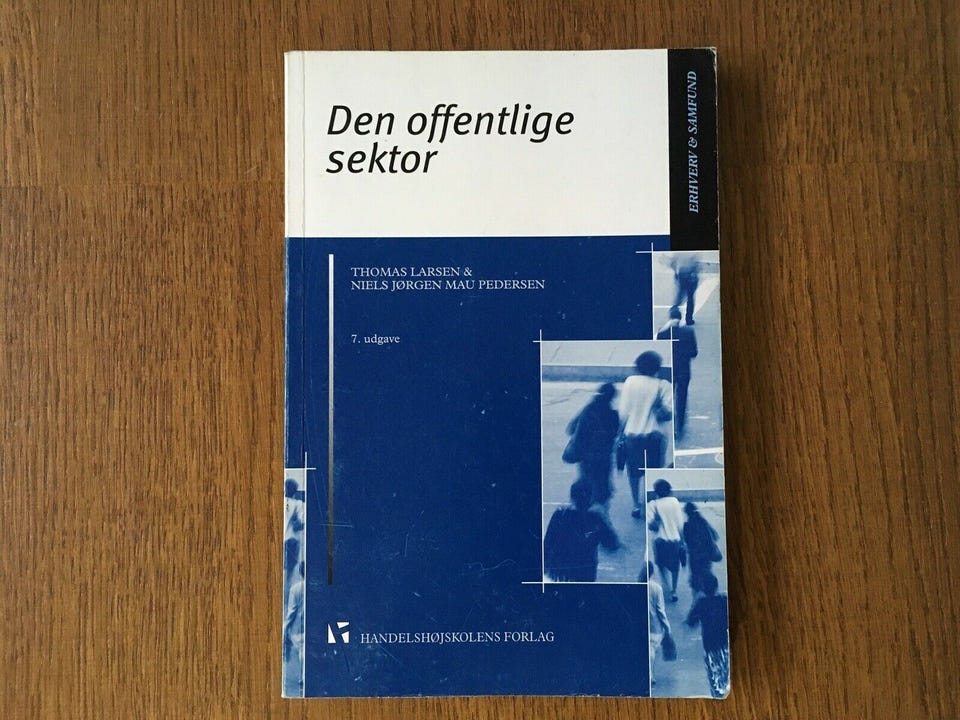 Den offentlige
sektor
ERHVERV & SAMFUND
THOMAS LARSEN &
NIELS JØRGEN MAU PEDERSEN
7. udgave
HANDELSHØJSKOLENS FORLAG